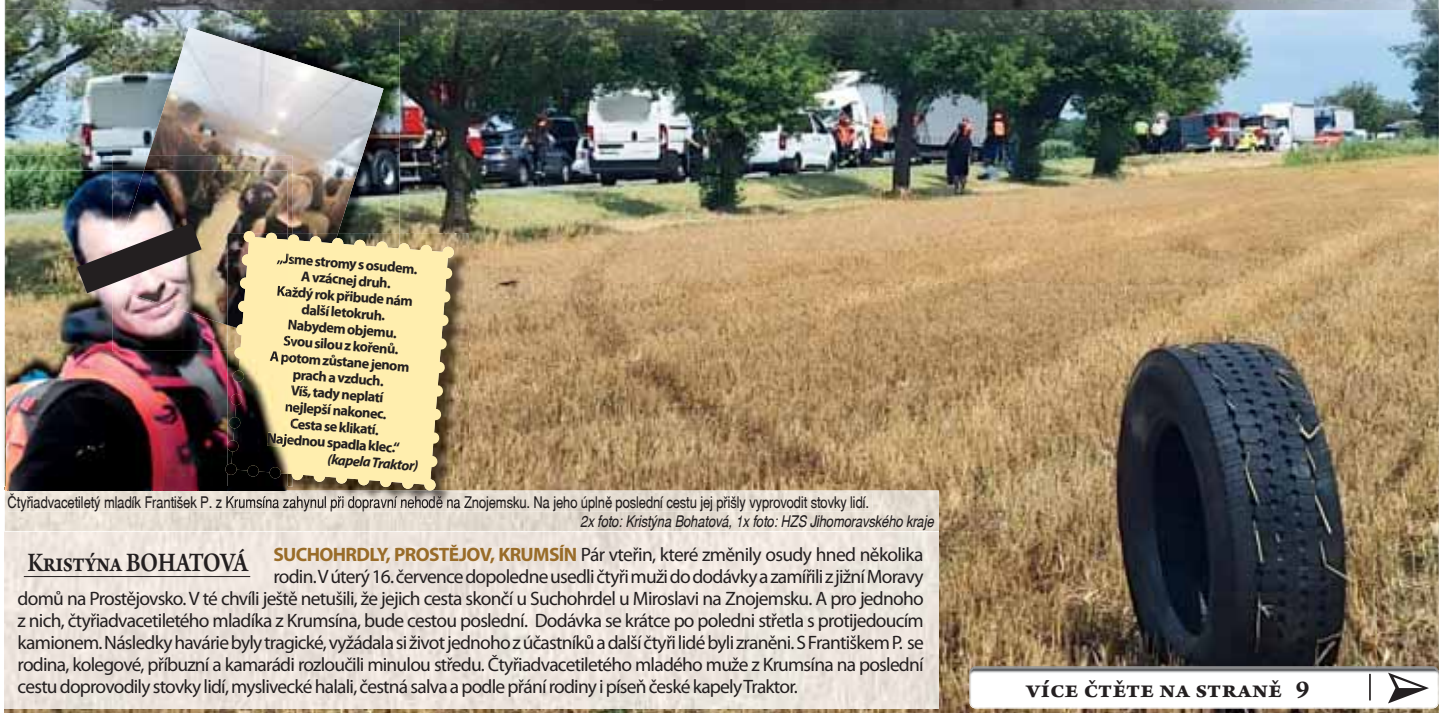 „Jsme stromy s osudem.
A vzácnej druh.
Každý rok přibude nám
další letokruh.
Nabydem objemu.
Svou silou z kořenů.
A potom zůstane jenom
prach a vzduch.
Víš, tady neplatí
nejlepší nakonec.
Cesta se klikatí.
Najednou spadla klec.“
(kapela Traktor)
Čtyřiadvacetiletý mladík František P. z Krumsína zahynul při dopravní nehodě na Znojemsku. Na jeho úplně poslední cestu jej přišly vyprovodit stovky lidí.
2x foto: Kristýna Bohatová, 1x foto: HZS Jihomoravského kraje
Kristýna BOHATOVÁ
SUCHOHRDLY, PROSTĚJOV, KRUMSÍN Pár vteřin, které změnily osudy hned několika
rodin. V úterý 16. července dopoledne usedli čtyři muži do dodávky a zamířili z jižní Moravy
domů na Prostějovsko. V té chvíli ještě netušili, že jejich cesta skončí u Suchohrdel u Miroslavi na Znojemsku. A pro jednoho
z nich, čtyřiadvacetiletého mladíka z Krumsína, bude cestou poslední. Dodávka se krátce po poledni střetla s protijedoucím
kamionem. Následky havárie byly tragické, vyžádala si život jednoho z účastníků a další čtyři lidé byli zraněni. S Františkem P. se
rodina, kolegové, příbuzní a kamarádi rozloučili minulou středu. Čtyřiadvacetiletého mladého muže z Krumsína na poslední
cestu doprovodily stovky lidí, myslivecké halali, čestná salva a podle přání rodiny i píseň české kapely Traktor.
VÍCE ČTĚTE NA STRANĚ 9